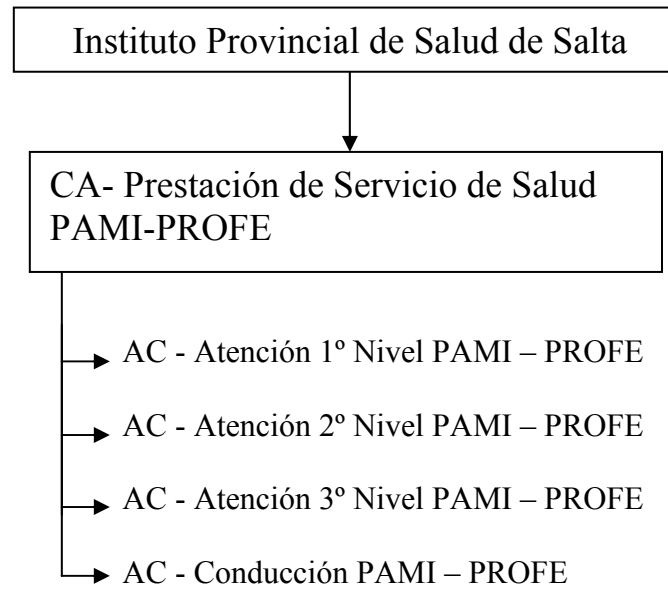 Instituto Provincial de Salud de Salta
CA- Prestación de Servicio de Salud
PAMI-PROFE
AC - Atención 1º Nivel PAMI – PROFE
AC - Atención 2º Nivel PAMI – PROFE
AC - Atención 3º Nivel PAMI – PROFE
AC - Conducción PAMI – PROFE